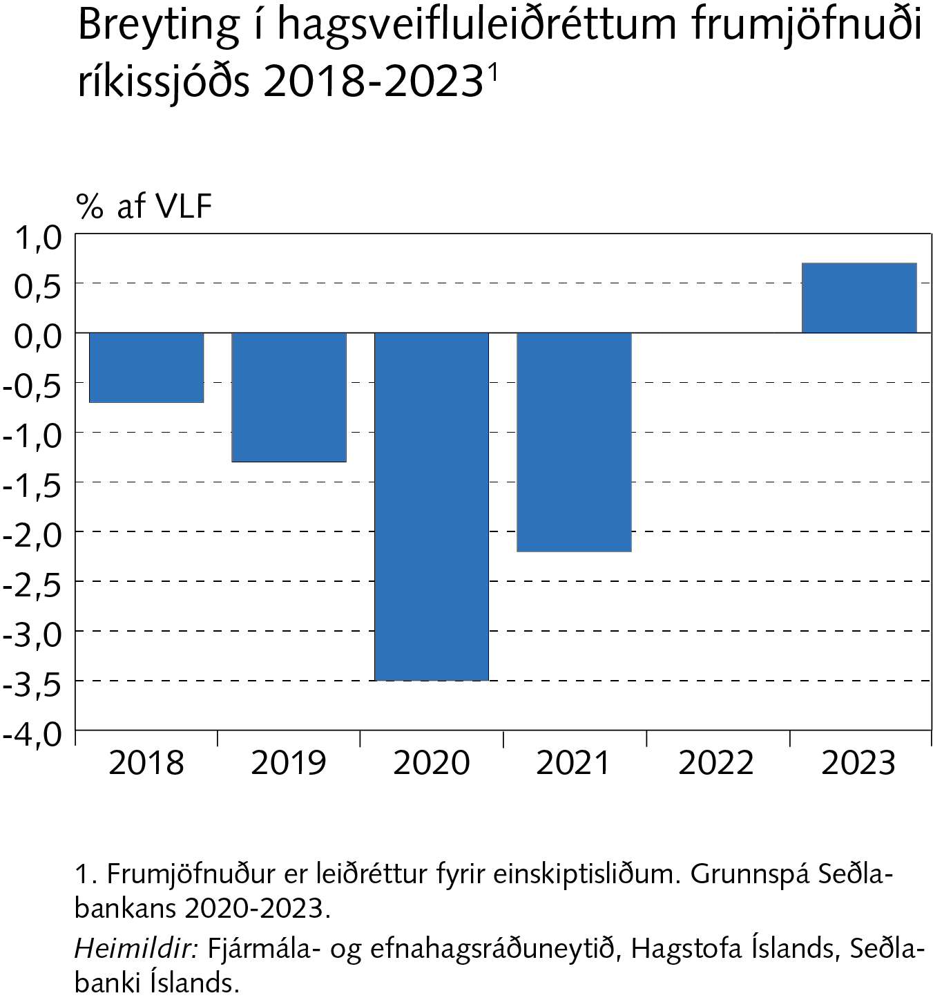 Breyting í hagsveifluleiðréttum frumjöfnuði
ríkissjóðs 2018-2023¹
% af VLF
1,0
0,5
0,0
-0,5
-1,0
-1,5
-2,0
-2,5
-3,0
-3,5
-4,0
2018 2019 2020 2021 2022 2023
1. Frumjöfnuður er leiðréttur fyrir einskiptisliðum. Grunnspá Seðla-
bankans 2020-2023.
Heimildir: Fjármála- og efnahagsráðuneytið, Hagstofa Íslands, Seðla-
banki Íslands.